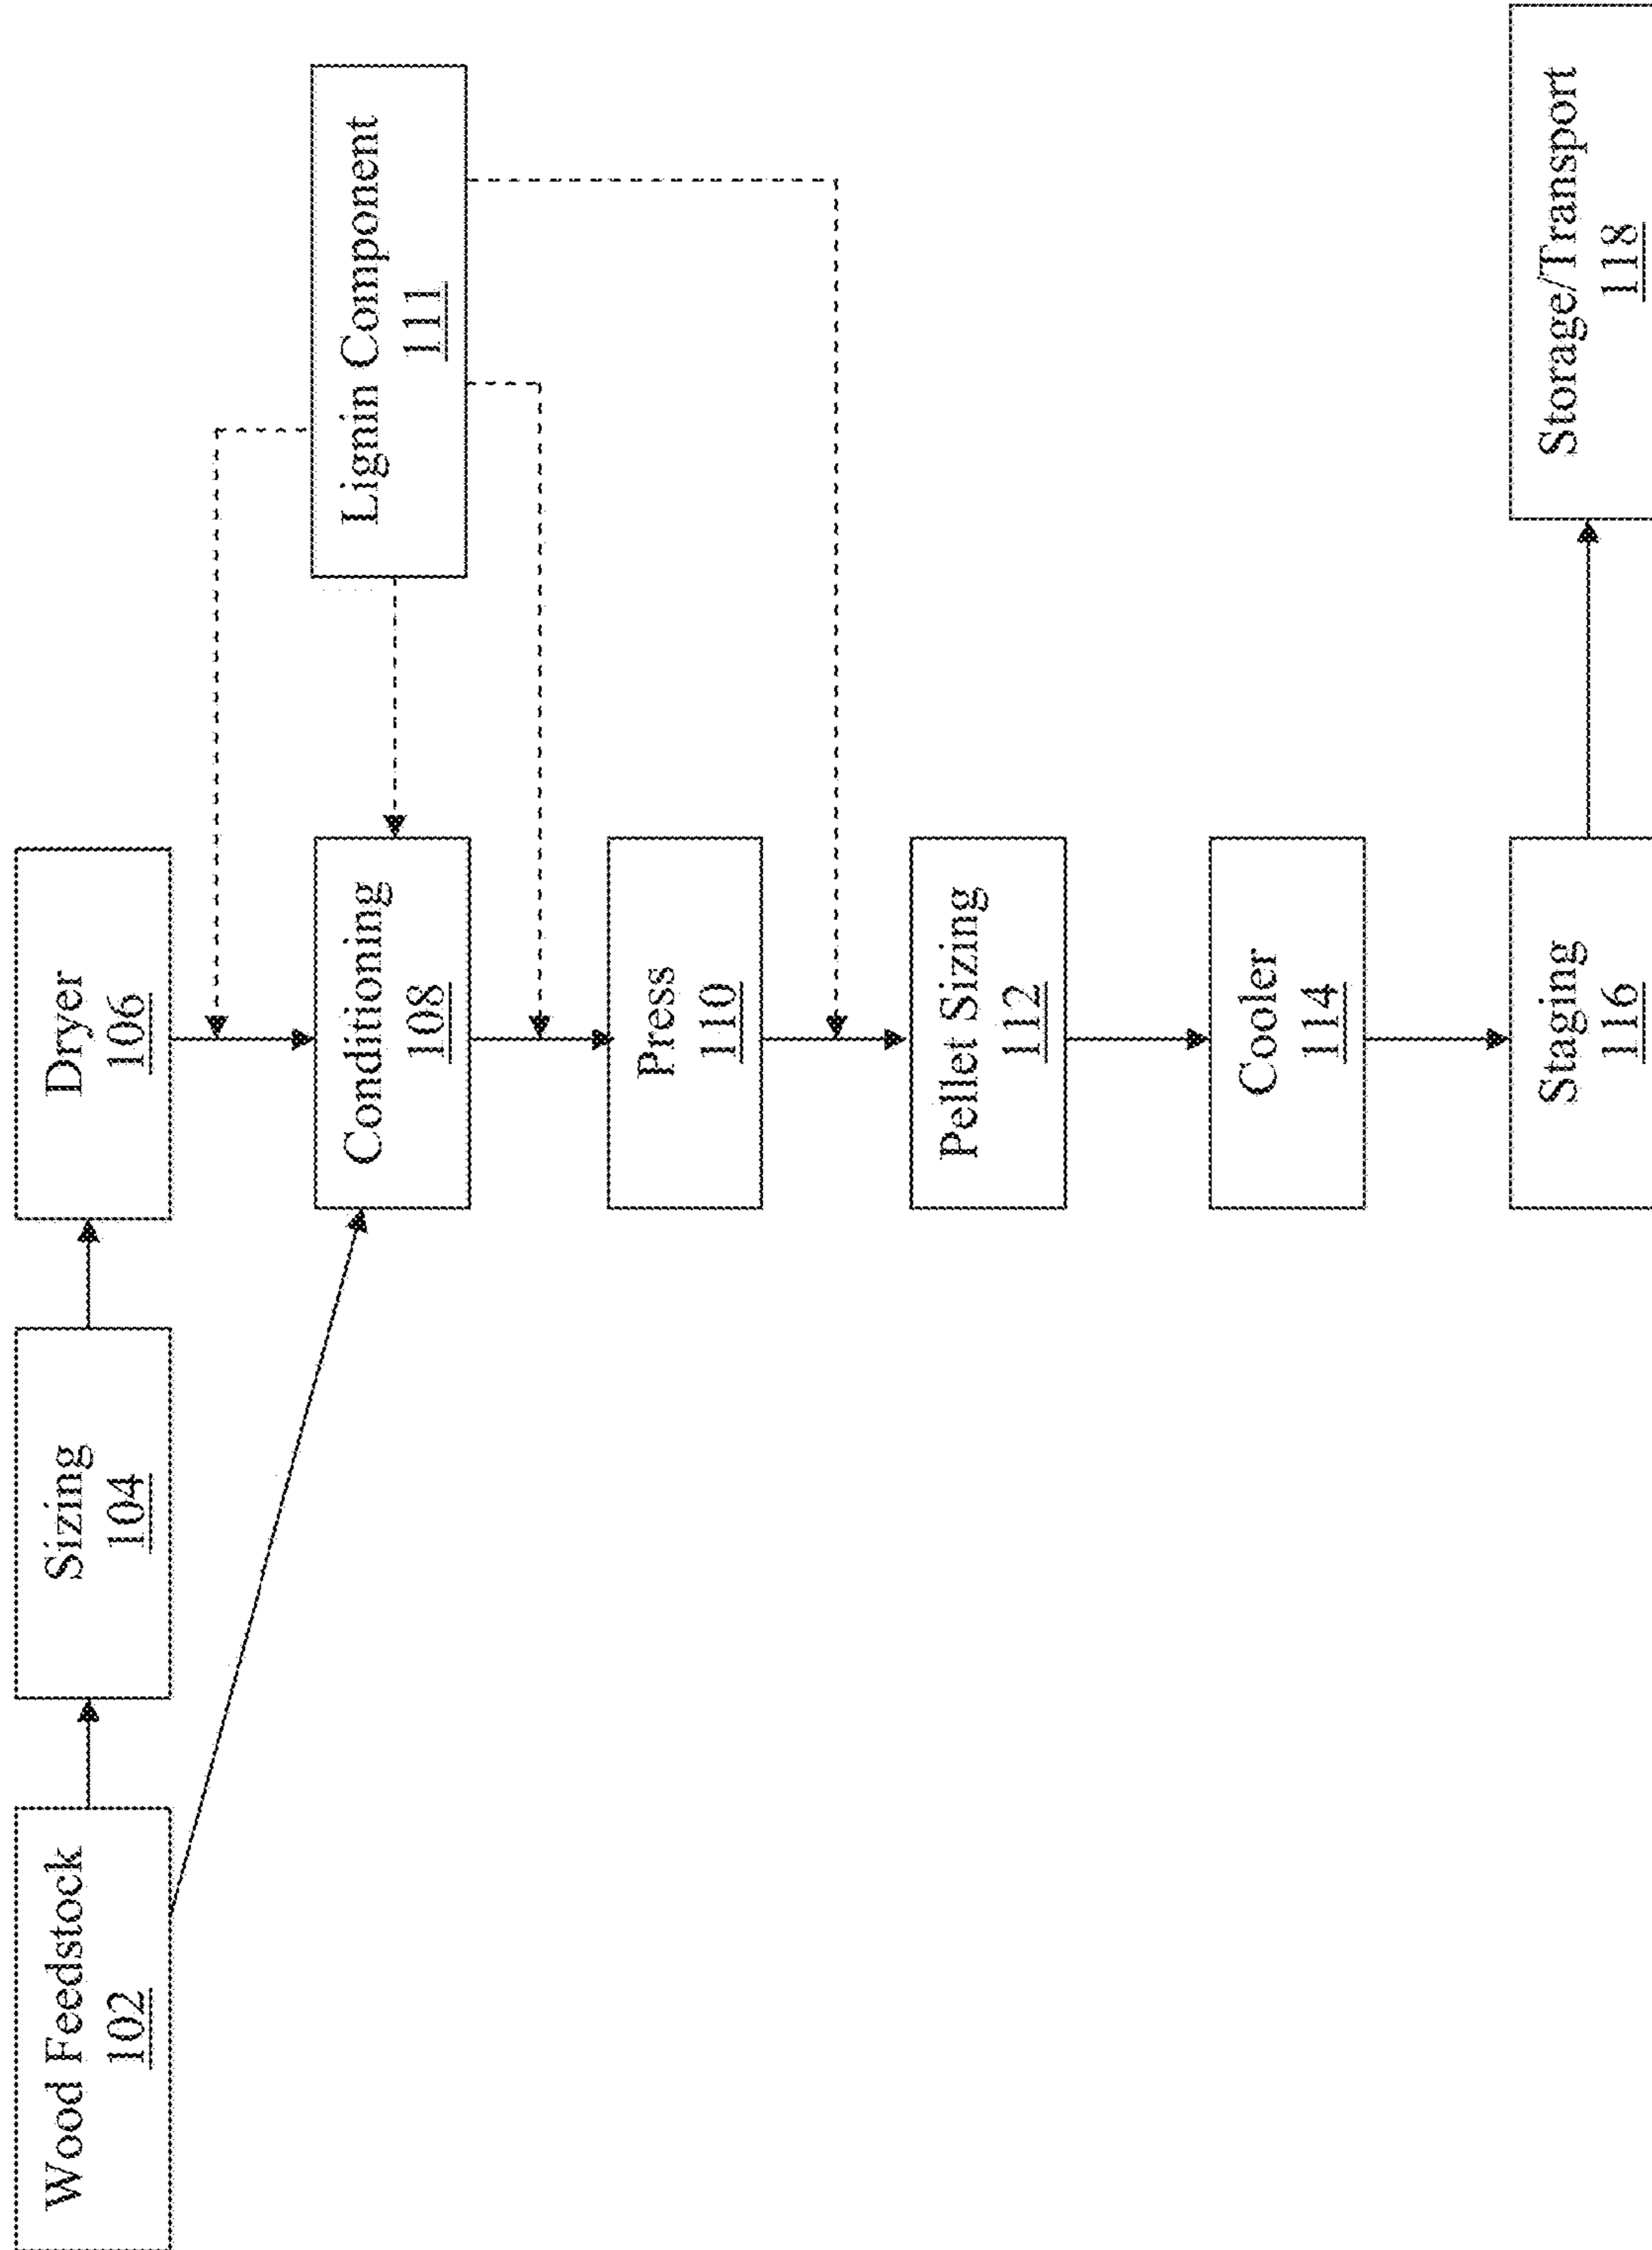 Wood Feedstock
102
Sizing
104
Dryer
106
Conditioning
108
Lignin Component
111
Press
110
Pellet Sizing
112
Cooler
114
Staging
116
Storage/Transport
118